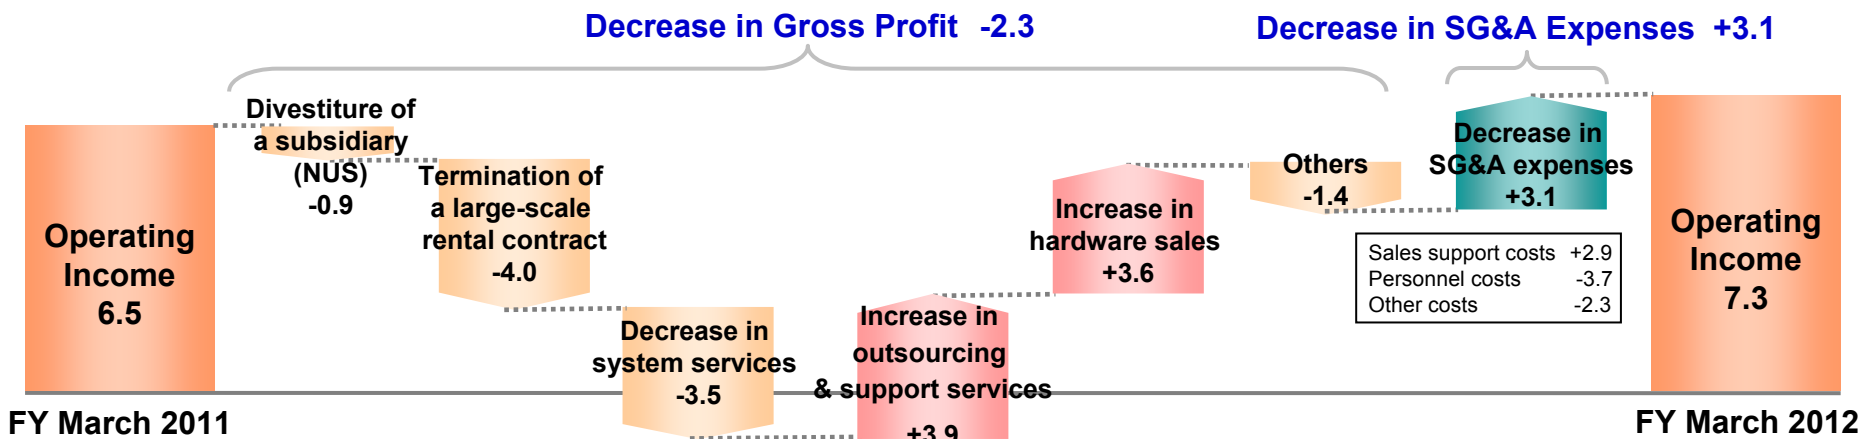 Decrease in Gross Profit -2.3
Decrease in SG&A Expenses +3.1
Operating
Income
6.5
Divestiture of
a subsidiary
(NUS)
-0.9
Termination of
a large-scale
rental contract
-4.0
Decrease in
system services
-3.5
Increase in
outsourcing
& support services
+3.9
Increase in
hardware sales
+3.6
Others
-1.4
Decrease in
SG&A expenses
+3.1
Sales support costs +2.9
Personnel costs -3.7
Other costs -2.3
Operating
Income
7.3
FY March 2011
FY March 2012